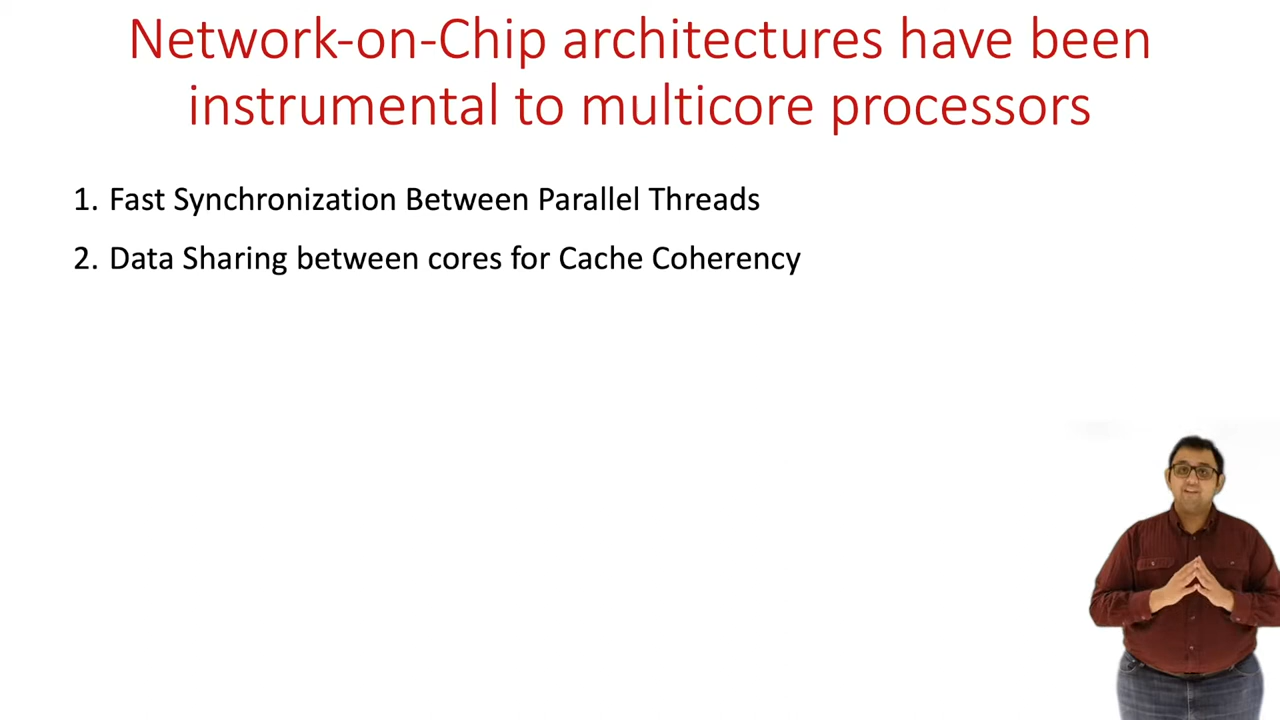 Network-on-Chip architectures have been
instrumental to multicore processors
1. Fast Synchronization Between Parallel Threads
2. Data Sharing between cores for Cache Coherency